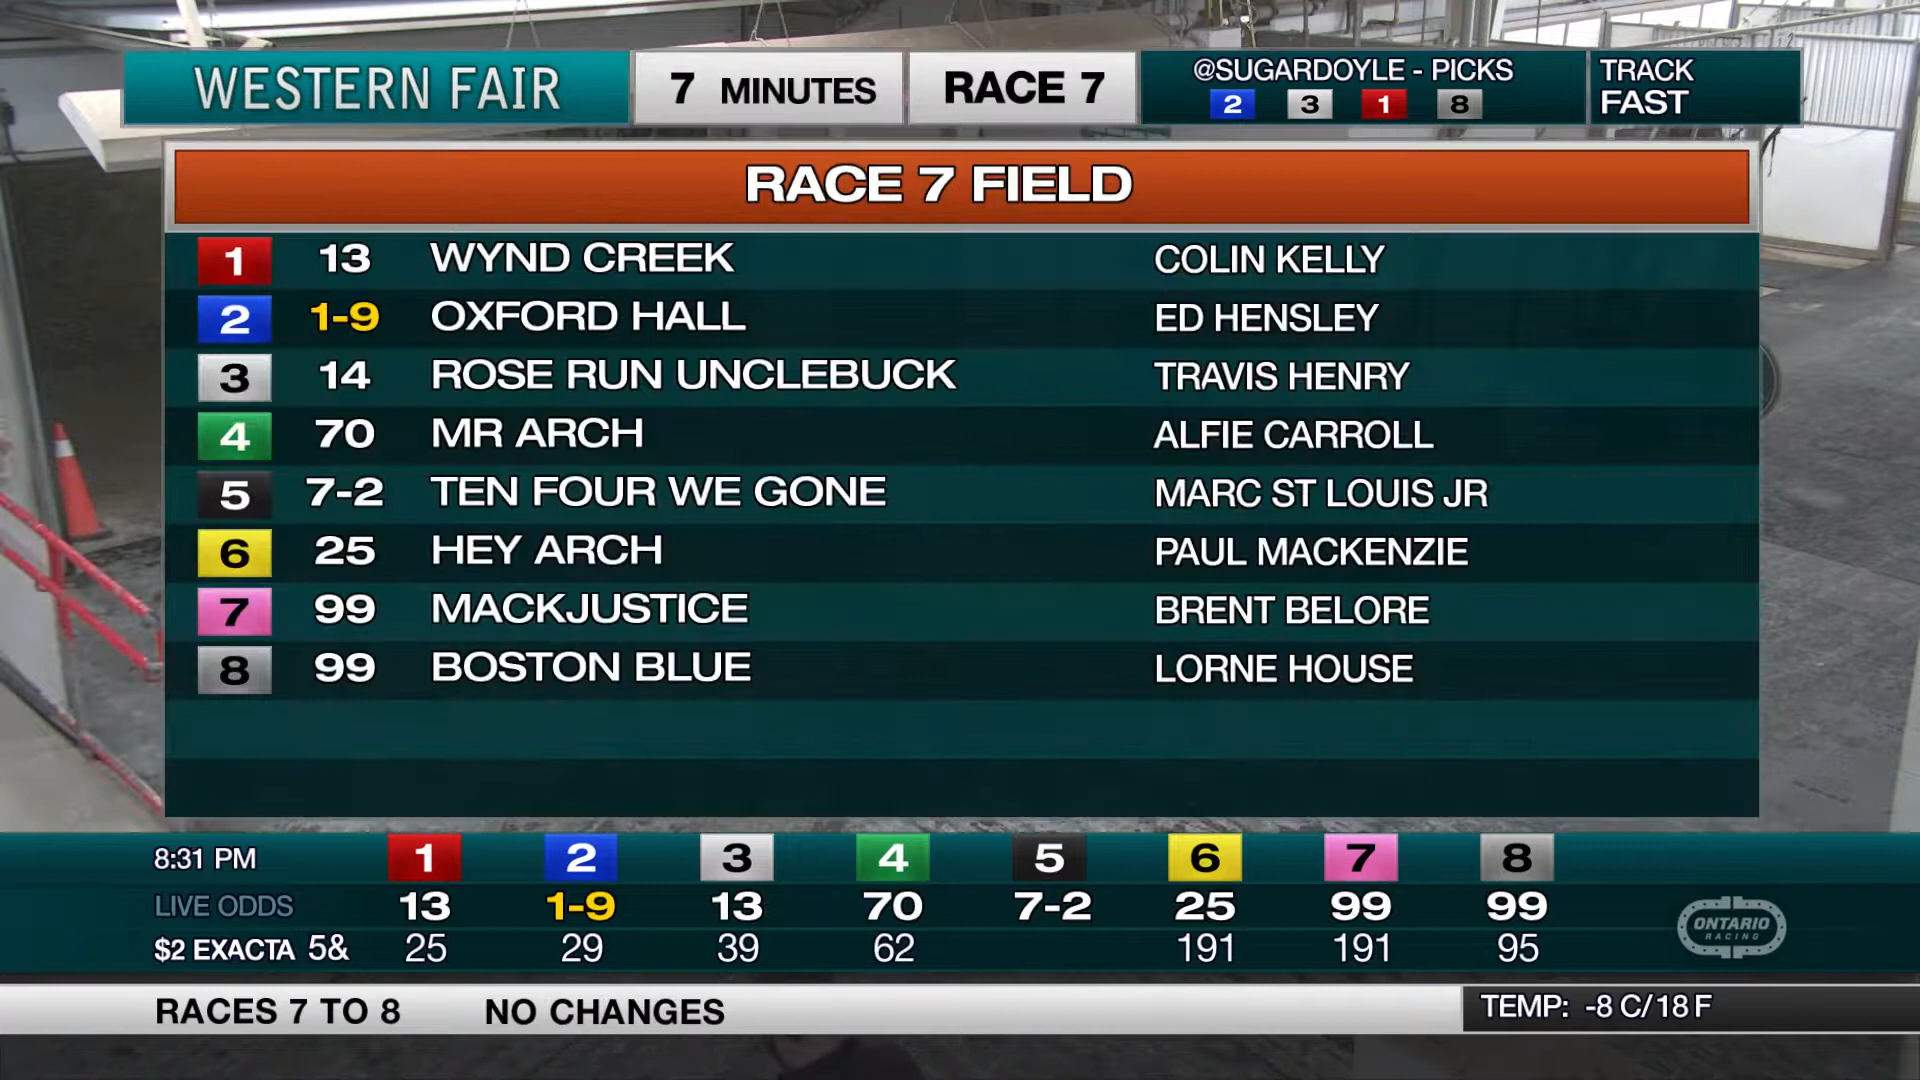 WESTERN FAIR 7 MINUTES RACE 7 @SUGARDOYLE - PICKS TRACK
2 3 1 8 FAST
RACE 7 FIELD
1 13 WYND CREEK COLIN KELLY
2 1-9 OXFORD HALL ED HENSLEY
3 14 ROSE RUN UNCLEBUCK TRAVIS HENRY
4 70 MR ARCH ALFIE CARROLL
5 7-2 TEN FOUR WE GONE MARC ST LOUIS JR
6 25 HEY ARCH PAUL MACKENZIE
7 99 MACKJUSTICE BRENT BELORE
8 99 BOSTON BLUE LORNE HOUSE
8:31 PM 1 2 3 4 5 6 7 8
LIVE ODDS 13 1-9 13 70 7-2 25 99 99
$2 EXACTA 5& 25 29 39 62 191 191 95
ONTARIO
RACING
RACES 7 TO 8 NO CHANGES TEMP: -8 C/18 F